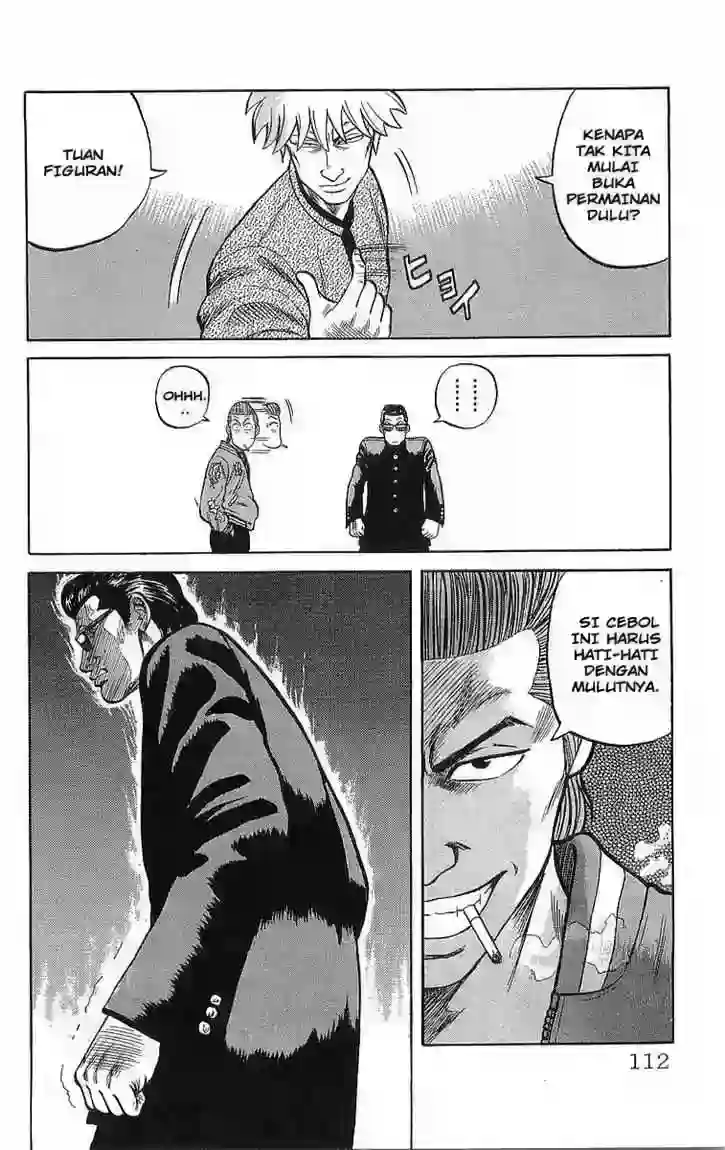 KENAPA
TAK KITA
MULAI
BUKA
PERMAINAN
DULU?
TUAN
FIGURAN!
ヒョイ
OHHH.
..
......
SI CEBOL
INI HARUS
HATI-HATI
DENGAN
MULUTNYA.
112